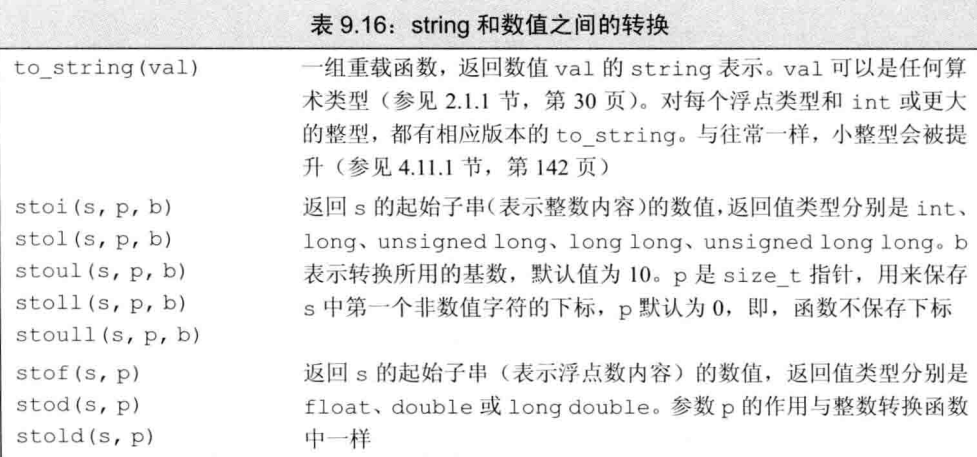 表 9.16：string 和数值之间的转换
to_string(val) 一组重载函数，返回数值 val 的 string 表示。val 可以是任何算
术类型（参见 2.1.1 节，第 30 页）。对每个浮点类型和 int 或更大
的整型，都有相应版本的 to_string。与往常一样，小整型会被提
升（参见 4.11.1 节，第 142 页）
stoi(s, p, b) 返回 s 的起始子串（表示整数内容）的数值，返回值类型分别是 int、
stol(s, p, b) long、unsigned long、long long、unsigned long long。b
stoul(s, p, b) 表示转换所用的基数，默认值为 10。p 是 size_t 指针，用来保存
stoll(s, p, b) s 中第一个非数值字符的下标，p 默认为 0，即，函数不保存下标
stoull(s, p, b)
stof(s, p) 返回 s 的起始子串（表示浮点数内容）的数值，返回值类型分别是
stod(s, p) float、double 或 long double。参数 p 的作用与整数转换函数
stold(s, p) 中一样